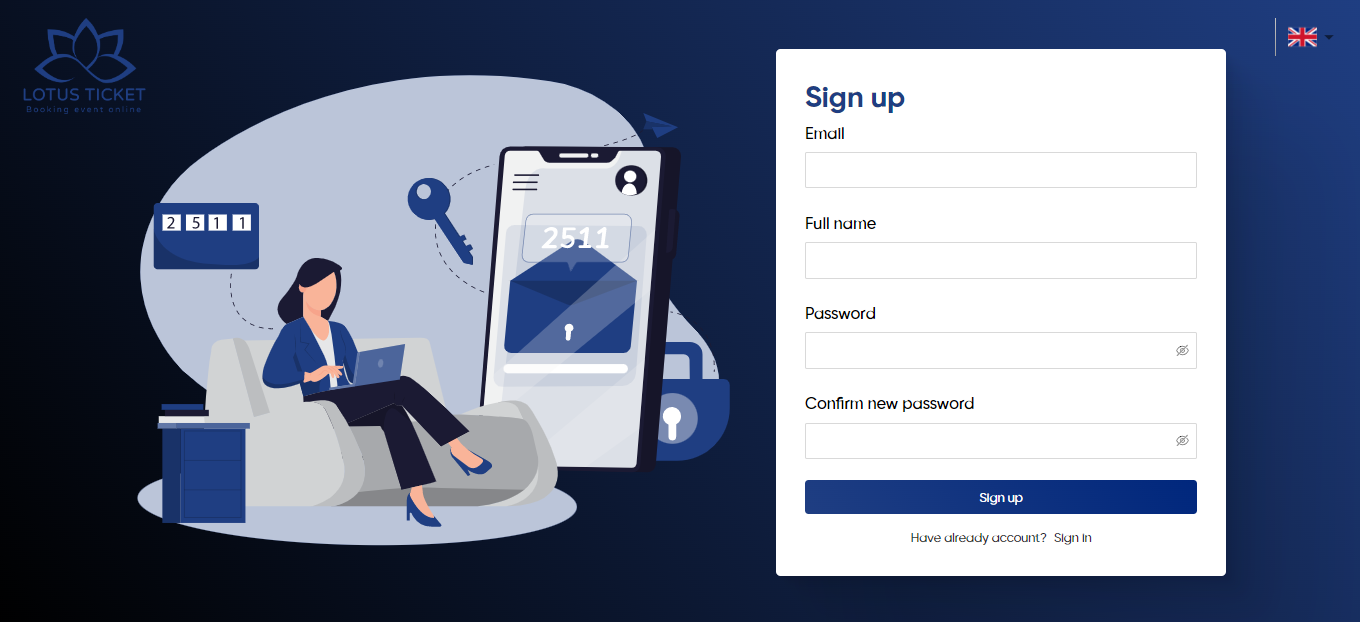 LOTUS TICKET
Booking event online
2 5 1 1
2511
Sign up
Email
Full name
Password
Confirm new password
Sign up
Have already account? Sign in